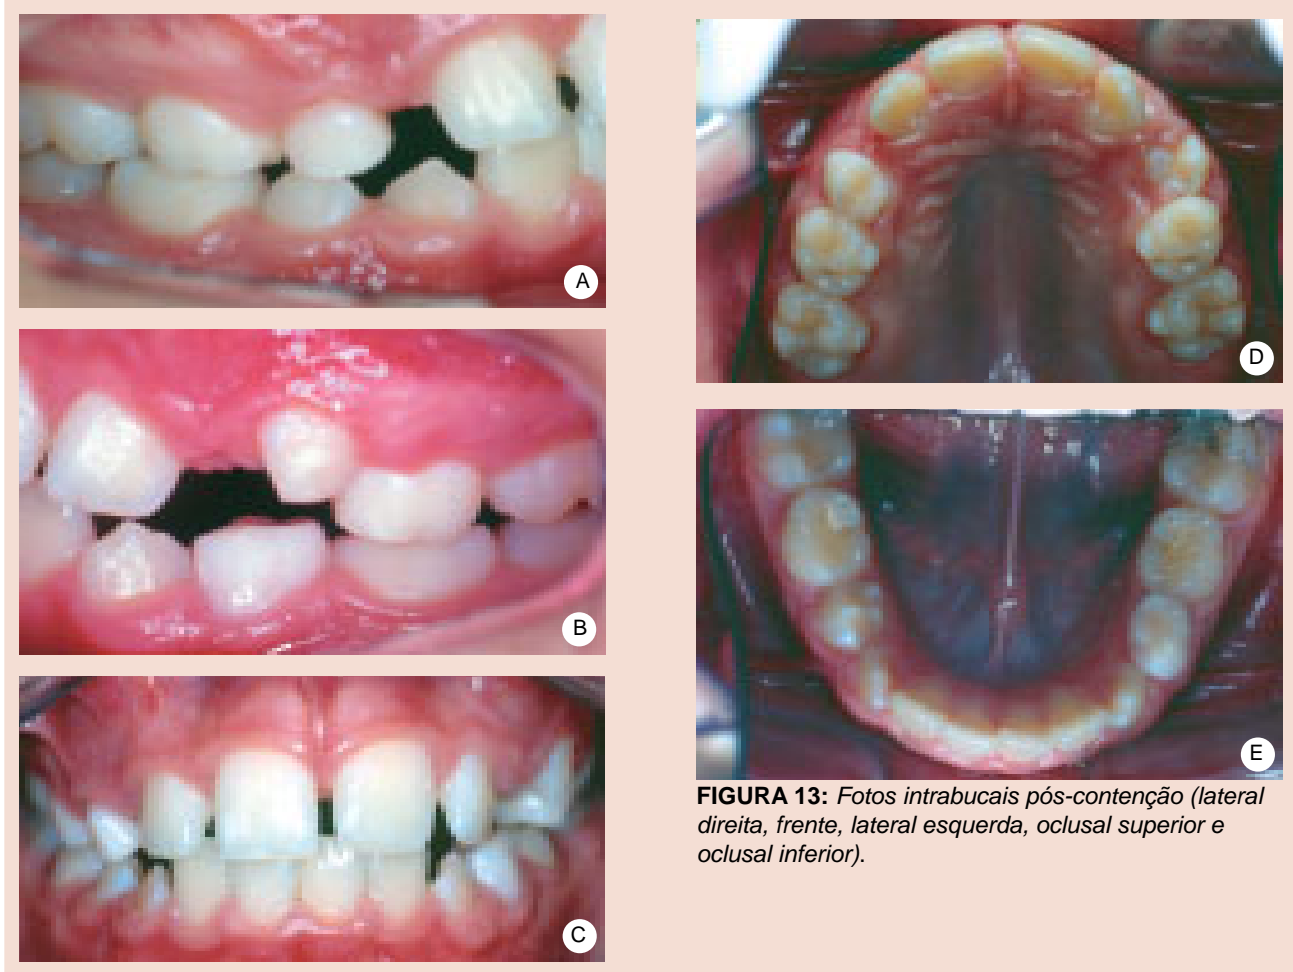 A
B
C
D
E
FIGURA 13: Fotos intrabucais pós-contenção (lateral
direita, frente, lateral esquerda, oclusal superior e
oclusal inferior).